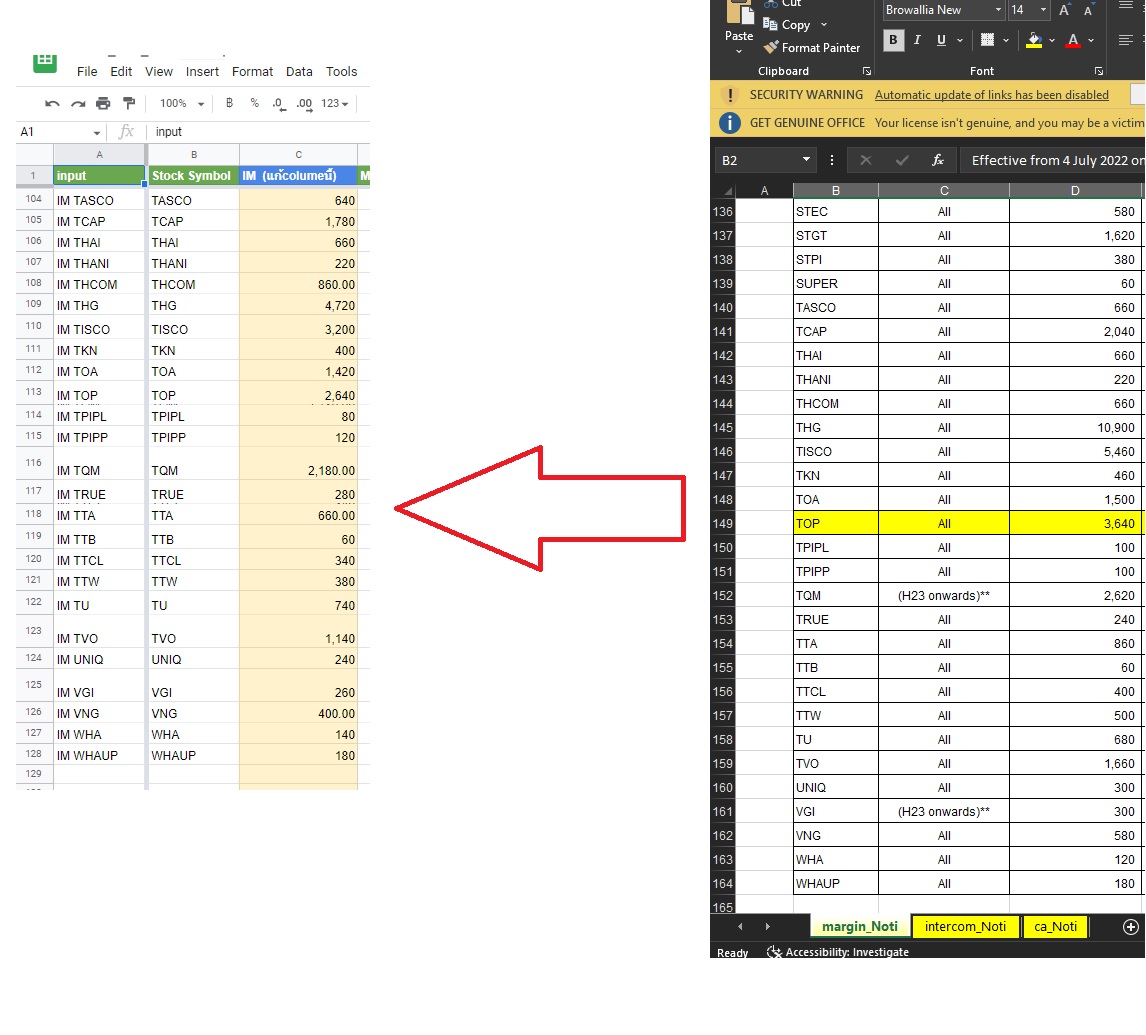 File Edit View Insert Format Data Tools
100% ฿ % .0 .00 123
A1 fx input
A B C
1 input Stock Symbol IM (แก้columeนี้) M
104 IM TASCO TASCO 640
105 IM TCAP TCAP 1,780
106 IM THAI THAI 660
107 IM THANI THANI 220
108 IM THCOM THCOM 860.00
109 IM THG THG 4,720
110 IM TISCO TISCO 3,200
111 IM TKN TKN 400
112 IM TOA TOA 1,420
113 IM TOP TOP 2,640
114 IM TPIPL TPIPL 80
115 IM TPIPP TPIPP 120
116 IM TQM TQM 2,180.00
117 IM TRUE TRUE 280
118 IM TTA TTA 660.00
119 IM TTB TTB 60
120 IM TTCL TTCL 340
121 IM TTW TTW 380
122 IM TU TU 740
123 IM TVO TVO 1,140
124 IM UNIQ UNIQ 240
125 IM VGI VGI 260
126 IM VNG VNG 400.00
127 IM WHA WHA 140
128 IM WHAUP WHAUP 180
129
Cut
Copy
Paste
Format Painter
Clipboard
Browallia New 14 A A
B I U A
Font
SECURITY WARNING Automatic update of links has been disabled
GET GENUINE OFFICE Your license isn't genuine, and you may be a victim
B2 fx Effective from 4 July 2022 on
A B C D
136 STEC All 580
137 STGT All 1,620
138 STPI All 380
139 SUPER All 60
140 TASCO All 660
141 TCAP All 2,040
142 THAI All 660
143 THANI All 220
144 THCOM All 660
145 THG All 10,900
146 TISCO All 5,460
147 TKN All 460
148 TOA All 1,500
149 TOP All 3,640
150 TPIPL All 100
151 TPIPP All 100
152 TQM (H23 onwards)** 2,620
153 TRUE All 240
154 TTA All 860
155 TTB All 60
156 TTCL All 400
157 TTW All 500
158 TU All 680
159 TVO All 1,660
160 UNIQ All 300
161 VGI (H23 onwards)** 300
162 VNG All 580
163 WHA All 120
164 WHAUP All 180
165
margin_Noti intercom_Noti ca_Noti
Ready Accessibility: Investigate